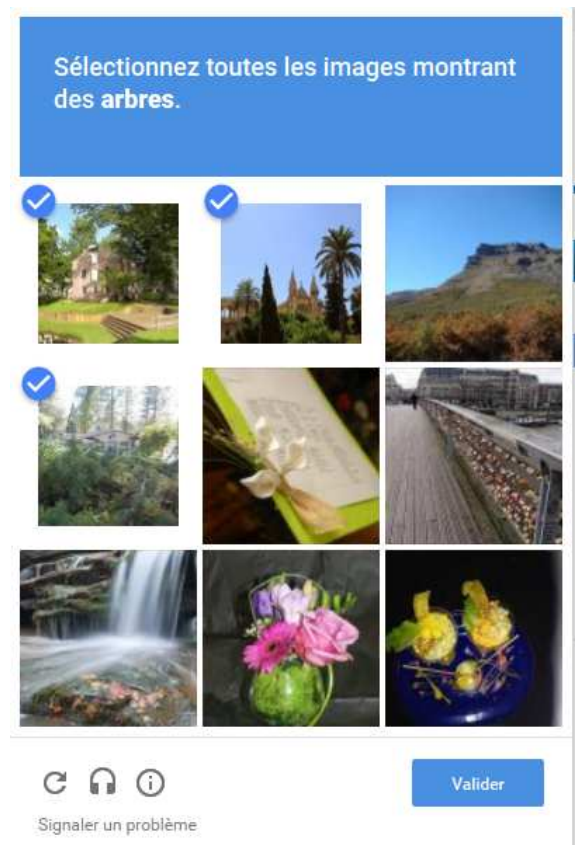 Sélectionnez toutes les images montrant
des arbres.
Valider
Signaler un problème